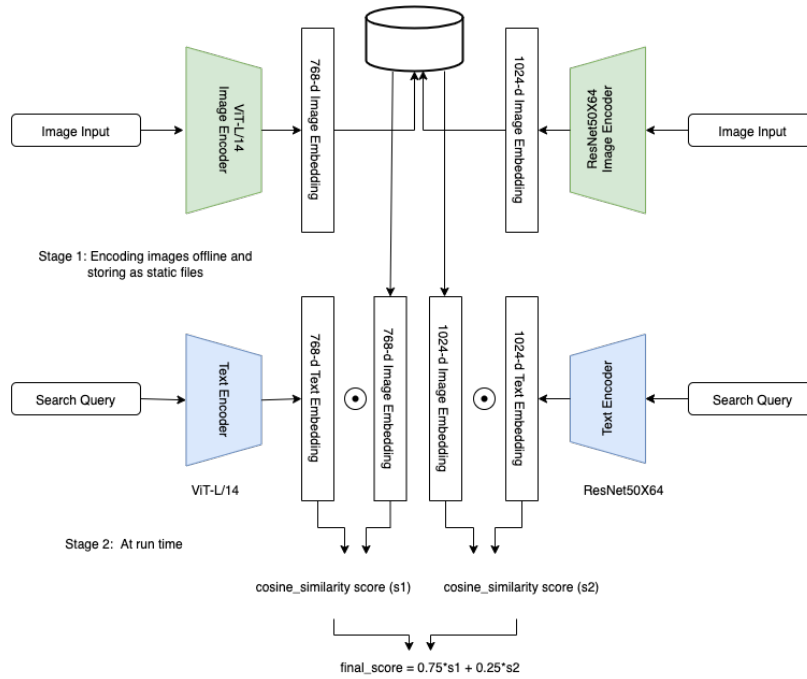 Image Input
ViT-L/14
Image Encoder
768-d Image Embedding
1024-d Image Embedding
ResNet50X64
Image Encoder
Image Input
Stage 1: Encoding images offline and
storing as static files
Search Query
Text Encoder
768-d Text Embedding
768-d Image Embedding
1024-d Image Embedding
1024-d Text Embedding
Text Encoder
Search Query
ViT-L/14
ResNet50X64
Stage 2: At run time
cosine_similarity score (s1)
cosine_similarity score (s2)
final_score = 0.75*s1 + 0.25*s2